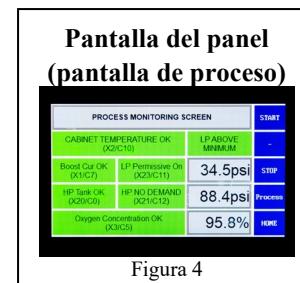 Pantalla del panel
(pantalla de proceso)
PROCESS MONITORING SCREEN
START
CABINET TEMPERATURE OK
(X2/C10)
LP ABOVE
MINIMUM
-
Boost Cur OK
(X1/C7)
LP Permissive On
(X23/C11)
34.5psi
STOP
HP Tank OK
(X20/C0)
HP NO DEMAND
(X21/C12)
88.4psi
Process
Oxygen Concentration OK
(X3/C5)
95.8%
HOME
Figura 4